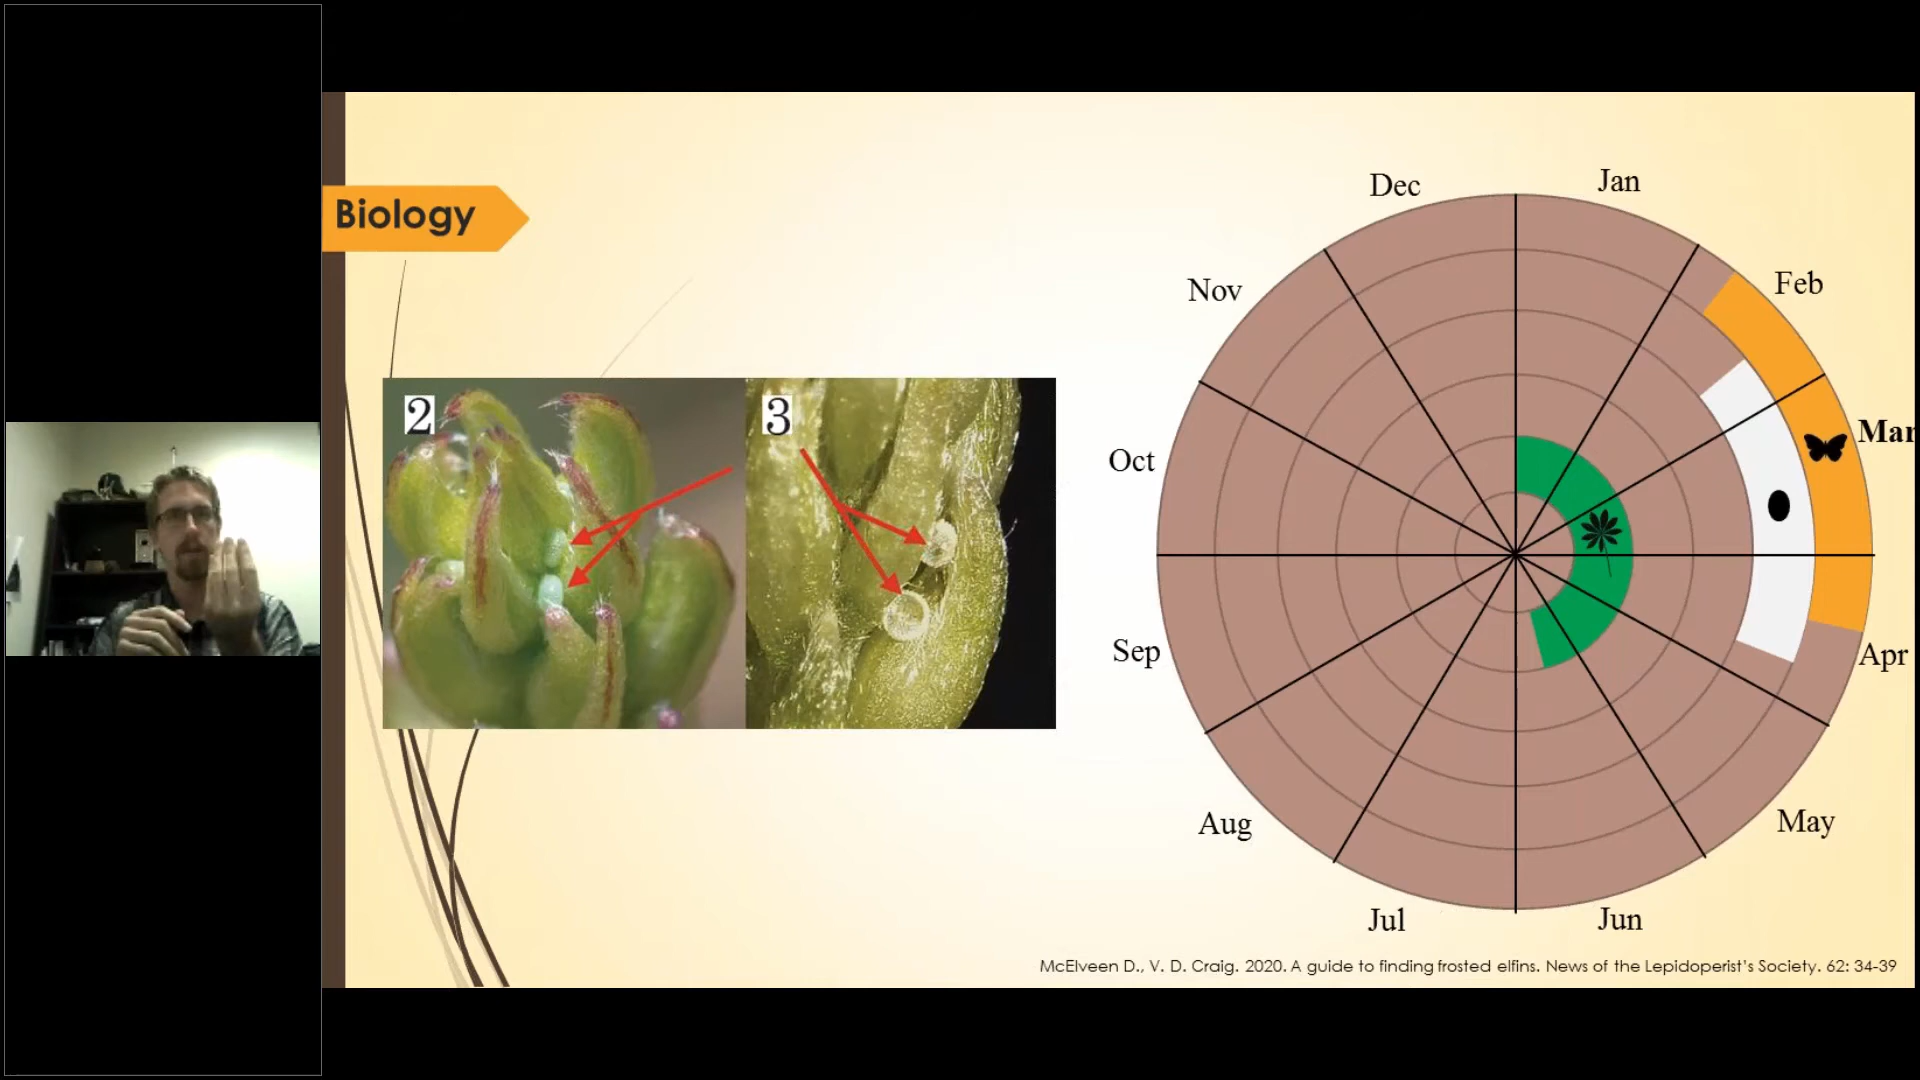 Biology
2
3
Dec
Jan
Nov
Feb
Mar
Oct
Sep
Apr
Aug
May
Jul
Jun
McElveen D., V. D. Craig. 2020. A guide to finding frosted elfins. News of the Lepidoperist's Society. 62: 34-39